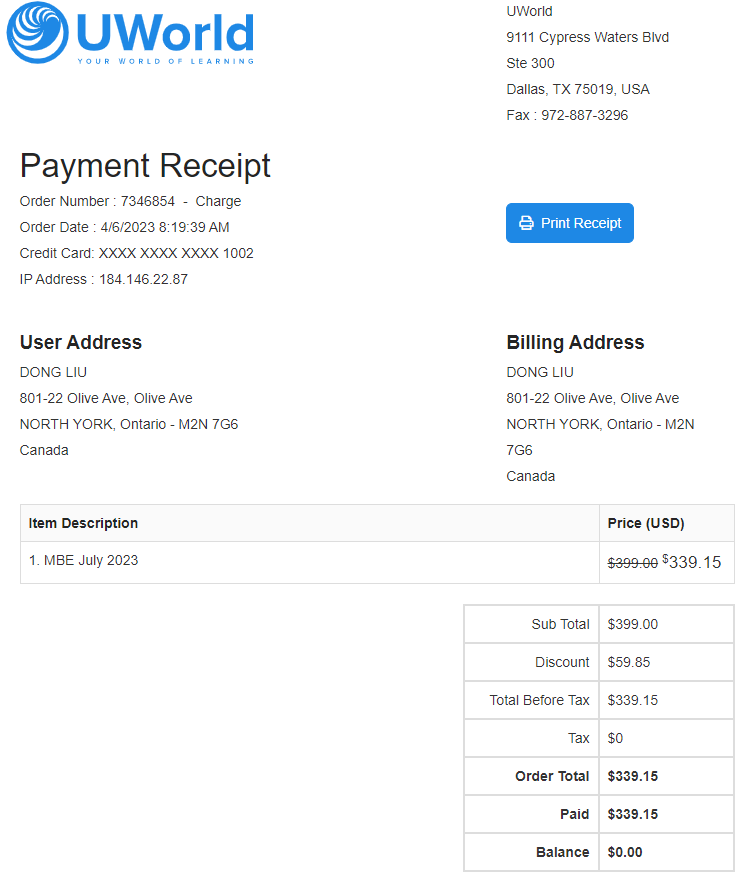 UWorld
YOUR WORLD OF LEARNING
UWorld
9111 Cypress Waters Blvd
Ste 300
Dallas, TX 75019, USA
Fax : 972-887-3296
Payment Receipt
Order Number : 7346854 - Charge
Order Date : 4/6/2023 8:19:39 AM
Credit Card: XXXX XXXX XXXX 1002
IP Address : 184.146.22.87
Print Receipt
User Address
DONG LIU
801-22 Olive Ave, Olive Ave
NORTH YORK, Ontario - M2N 7G6
Canada
Billing Address
DONG LIU
801-22 Olive Ave, Olive Ave
NORTH YORK, Ontario - M2N
7G6
Canada
Item Description Price (USD)
1. MBE July 2023 $399.00 $339.15
Sub Total $399.00
Discount $59.85
Total Before Tax $339.15
Tax $0
Order Total $339.15
Paid $339.15
Balance $0.00